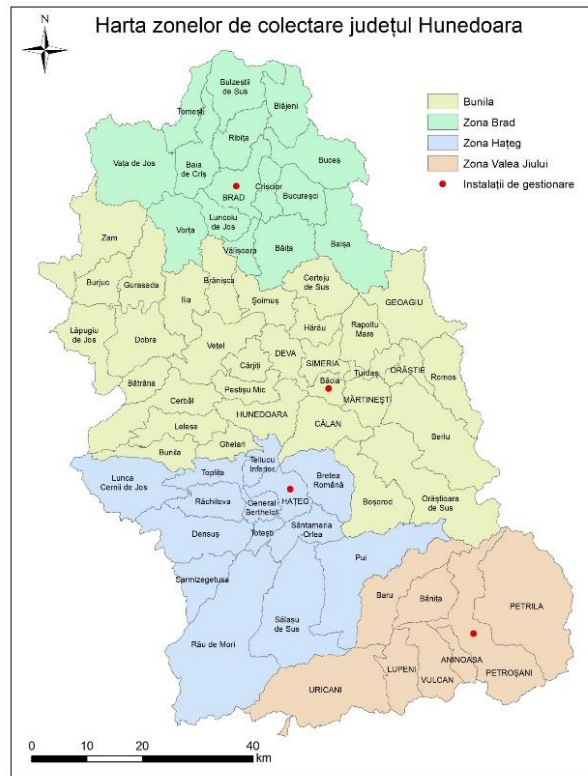 Harta zonelor de colectare județul Hunedoara
N
Bunila
Zona Brad
Zona Hațeg
Zona Valea Jiului
Instalații de gestionare
Bulzeștii
de Sus
Tomești
Blăjeni
Ribița
Vața de Jos
Baia
de Criș
Buceș
BRAD
Crișcior
Bucureșci
Luncoiu
de Jos
Vorța
Vălișoara
Băița
Balșa
Zam
Brănișca
Certeju
de Sus
Burjuc
Gurasada
Ilia
Șoimuș
GEOAGIU
Hărău
Rapoltu
Mare
Lăpugiu
de Jos
Dobra
Vețel
DEVA
SIMERIA
Turdaș
ORĂȘTIE
Romos
Cârjiți
Băcia
Bătrâna
Pestișu Mic
MĂRTINEȘTI
Cerbăl
HUNEDOARA
CĂLAN
Lelese
Beriu
Ghelari
Bunila
Teliucu
Inferior
Toplița
Bretea
Română
Lunca
Cernii de Jos
Răchitova
General
Berthelot
HAȚEG
Boșorod
Orăștioara
de Sus
Densuș
Totești
Sântamaria
Orlea
Pui
Sarmizegetusa
Baru
Bănița
PETRILA
Sălașu
de Sus
Râu de Mori
ANINOASA
LUPENI
PETROȘANI
VULCAN
URICANI
0 10 20 40
km